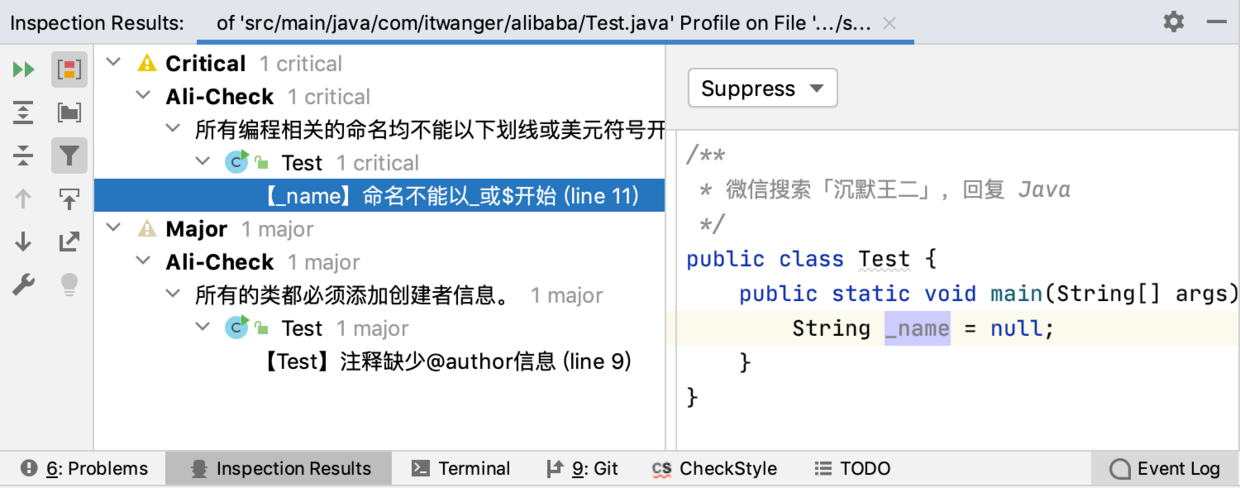 Inspection Results: of 'src/main/java/com/itwanger/alibaba/Test.java' Profile on File '.../s...
Critical 1 critical
Ali-Check 1 critical
所有编程相关的命名均不能以下划线或美元符号开
Test 1 critical
【_name】命名不能以_或$开始 (line 11)
Major 1 major
Ali-Check 1 major
所有的类都必须添加创建者信息。 1 major
Test 1 major
【Test】注释缺少@author信息 (line 9)
Suppress
/**
* 微信搜索「沉默王二」，回复 Java
*/
public class Test {
public static void main(String[] args)
String _name = null;
}
}
6: Problems Inspection Results Terminal 9: Git CS CheckStyle TODO Event Log